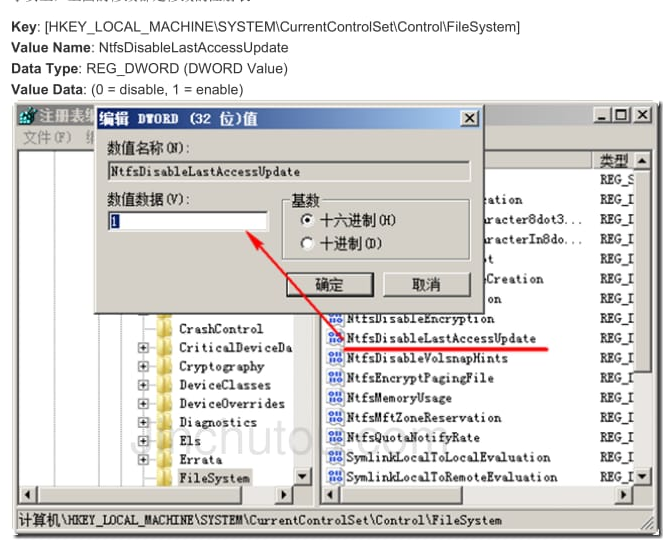 Key: [HKEY_LOCAL_MACHINE\SYSTEM\CurrentControlSet\Control\FileSystem]
Value Name: NtfsDisableLastAccessUpdate
Data Type: REG_DWORD (DWORD Value)
Value Data: (0 = disable, 1 = enable)
注册表编
文件(F) 编
编辑 DWORD (32 位)值
数值名称(N):
NtfsDisableLastAccessUpdate
数值数据(V):
1
基数
十六进制(H)
十进制(D)
确定
取消
类型
REG_S
eation REG_D
racter8dot3... REG_D
racterIn8do... REG_D
t REG_D
eCreation REG_D
on REG_D
NtfsDisableEncryption REG_D
NtfsDisableLastAccessUpdate REG_D
NtfsDisableVolsnapHints REG_D
NtfsEncryptPagingFile REG_D
NtfsMemoryUsage REG_D
NtfsMftZoneReservation REG_D
NtfsQuotaNotifyRate REG_D
SymlinkLocalToLocalEvaluation REG_D
SymlinkLocalToRemoteEvaluation REG_D
CrashControl
CriticalDeviceDa
Cryptography
DeviceClasses
DeviceOverrides
Diagnostics
Els
Errata
FileSystem
计算机\HKEY_LOCAL_MACHINE\SYSTEM\CurrentControlSet\Control\FileSystem